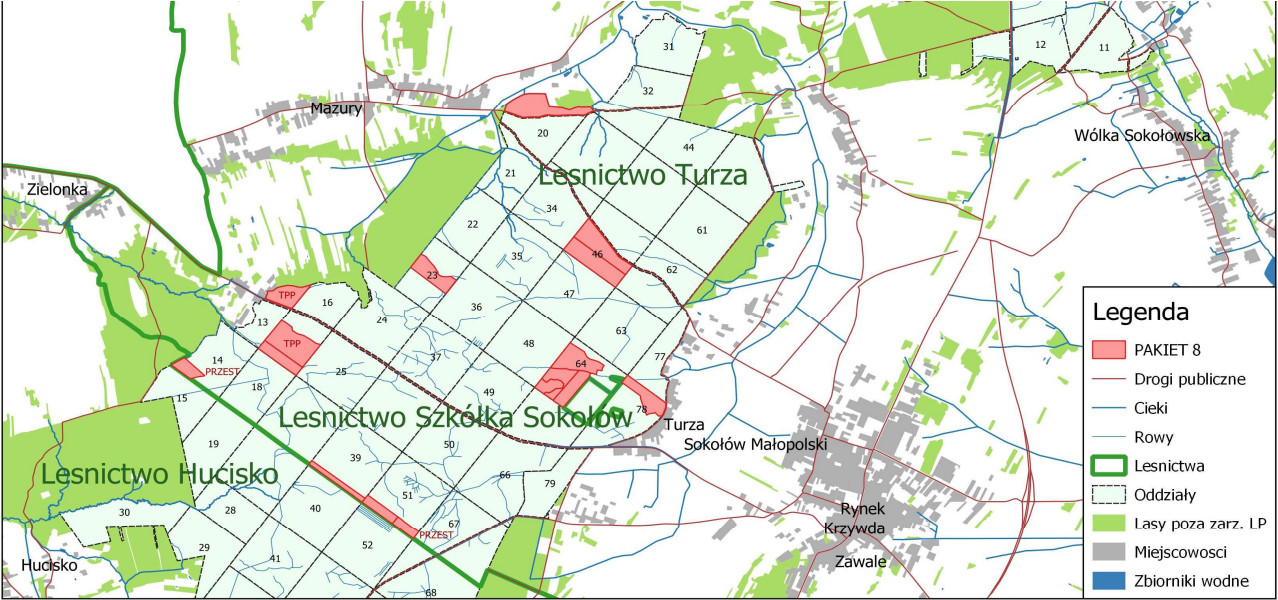 31
12
11
32
Mazury
20
44
Wólka Sokołowska
21
Lesnictwo Turza
Zielonka
34
22
61
35
46
23
62
TPP
16
47
36
24
13
63
TPP
48
37
77
14
64
PRZEST
25
18
49
15
78
Lesnictwo Szkółka Sokołow
Turza
Sokołów Małopolski
19
50
39
Lesnictwo Hucisko
66
79
51
40
28
30
Rynek
67
Krzywda
PRZEST
52
29
41
Zawale
Hucisko
68
Legenda
PAKIET 8
Drogi publiczne
Cieki
Rowy
Lesnictwa
Oddziały
Lasy poza zarz. LP
Miejscowosci
Zbiorniki wodne